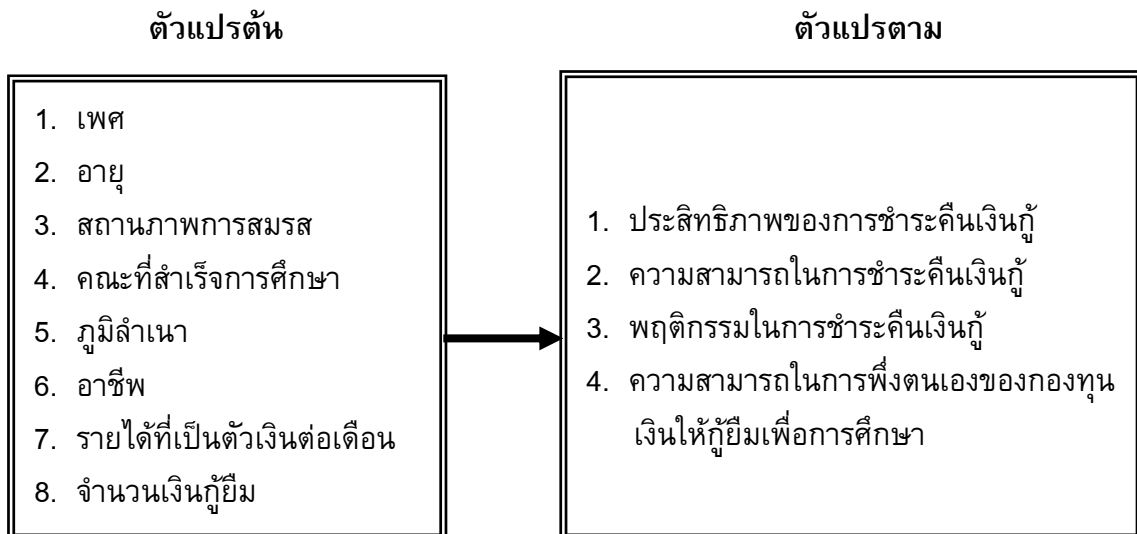 ตัวแปรต้น
1. เพศ
2. อายุ
3. สถานภาพการสมรส
4. คณะที่สำเร็จการศึกษา
5. ภูมิลำเนา
6. อาชีพ
7. รายได้ที่เป็นตัวเงินต่อเดือน
8. จำนวนเงินกู้ยืม
ตัวแปรตาม
1. ประสิทธิภาพของการชำระคืนเงินกู้
2. ความสามารถในการชำระคืนเงินกู้
3. พฤติกรรมในการชำระคืนเงินกู้
4. ความสามารถในการพึ่งตนเองของกองทุน
เงินให้กู้ยืมเพื่อการศึกษา